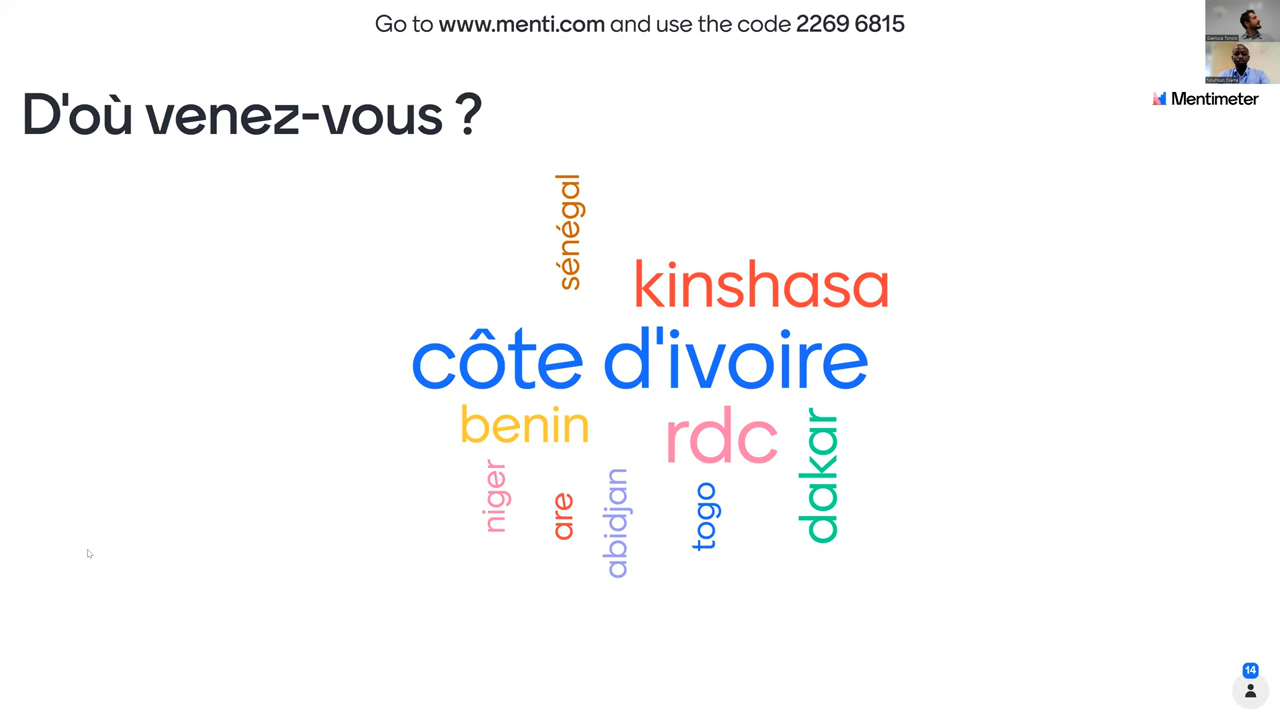 Go to www.menti.com and use the code 2269 6815
Mentimeter
D'où venez-vous ?
sénégal
kinshasa
côte d'ivoire
benin
rdc
dakar
niger
are
abidjan
togo
14